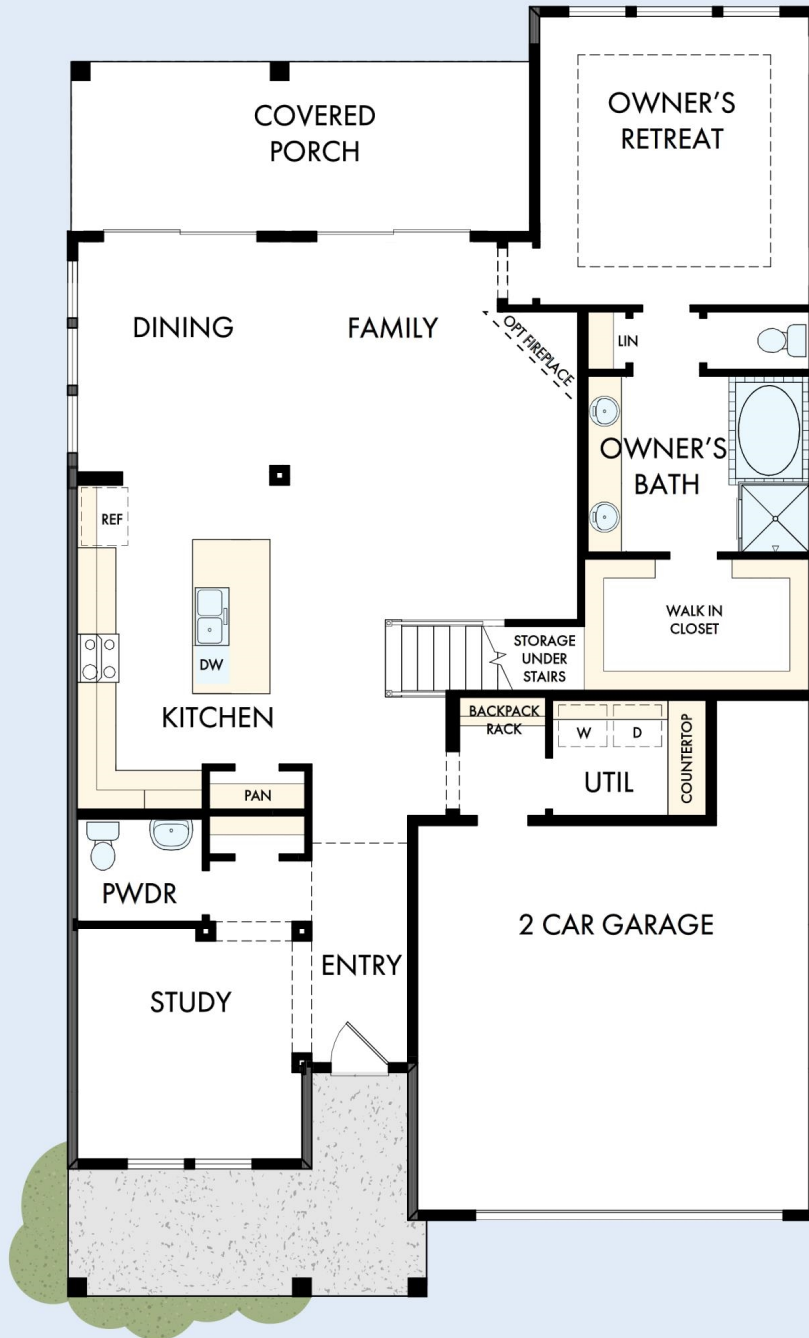 COVERED
PORCH
OWNER'S
RETREAT
DINING
FAMILY
OPT FIREPLACE
LIN
OWNER'S
BATH
REF
WALK IN
CLOSET
DW
STORAGE
UNDER
STAIRS
KITCHEN
BACKPACK
RACK
W
D
COUNTERTOP
UTIL
PAN
PWDR
2 CAR GARAGE
ENTRY
STUDY